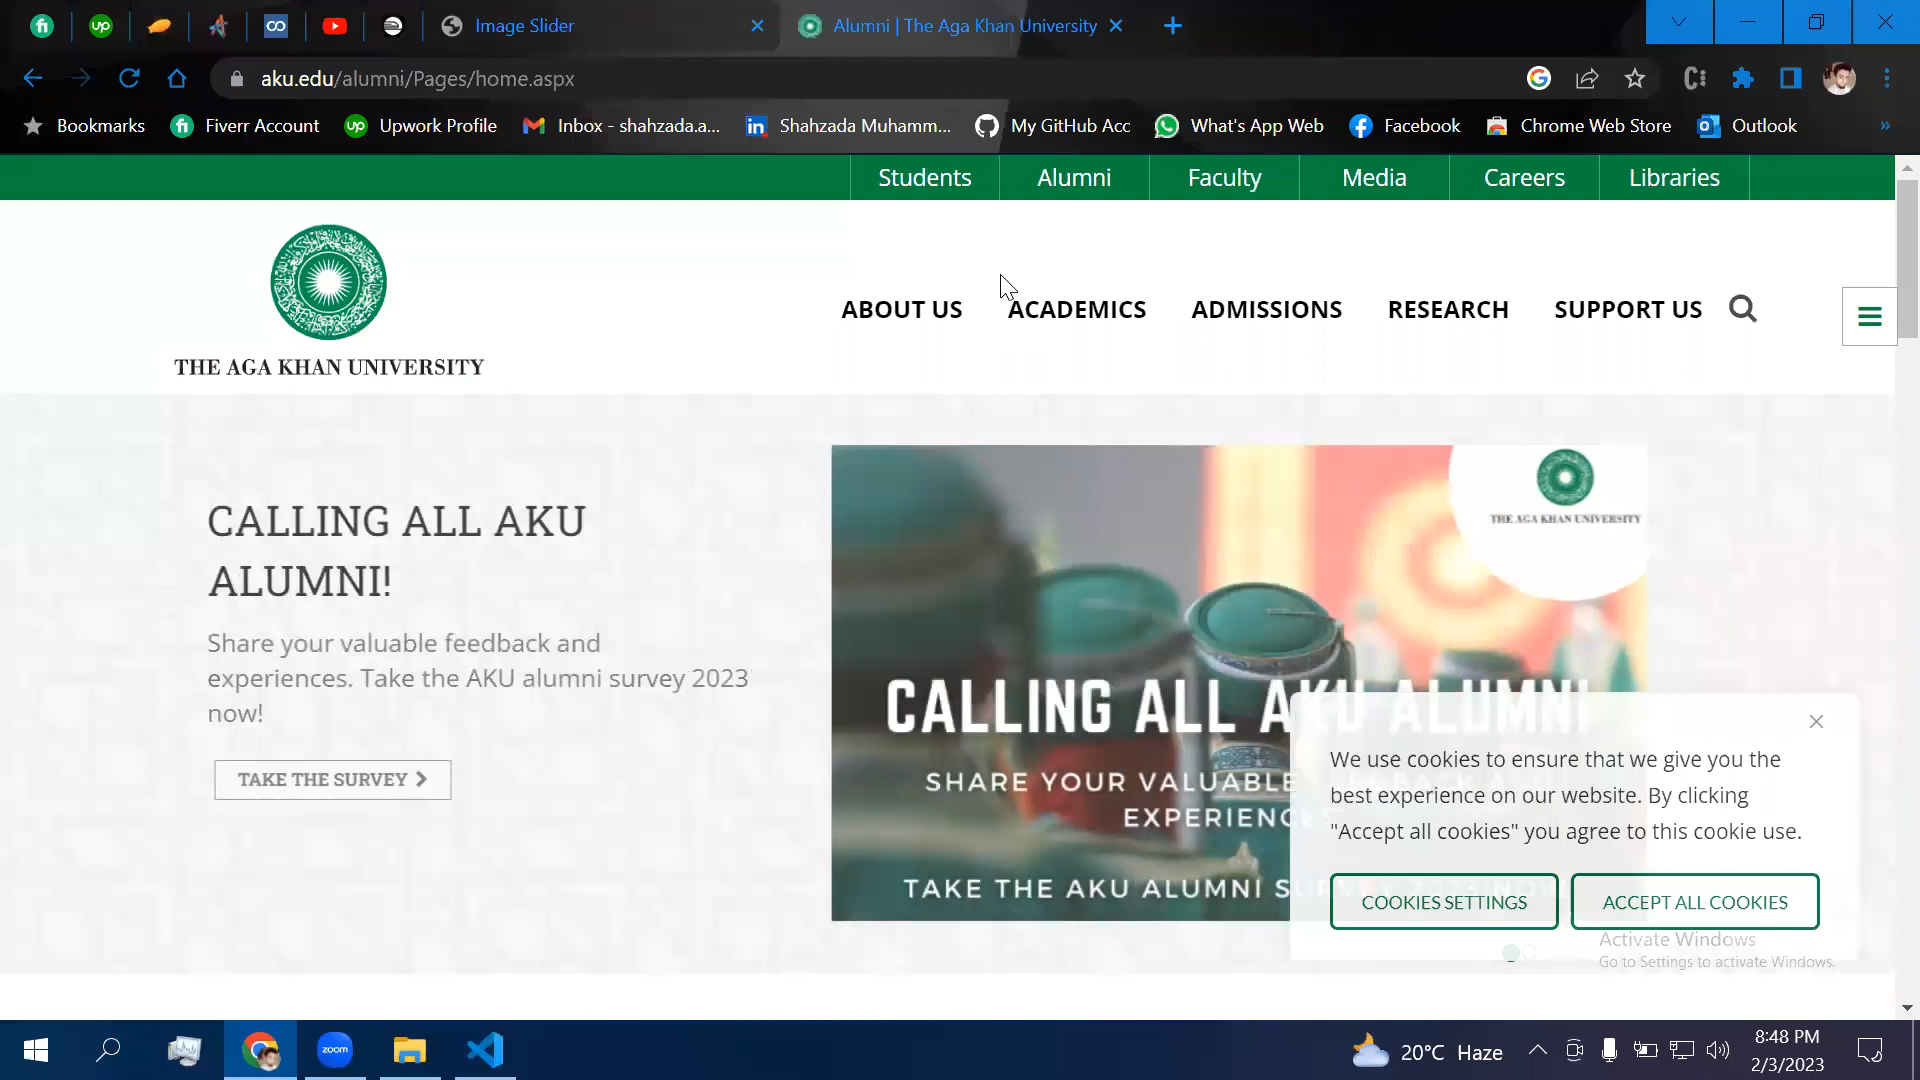 Image Slider
Alumni | The Aga Khan University
aku.edu/alumni/Pages/home.aspx
Bookmarks
Fiverr Account
Upwork Profile
Inbox - shahzada.a...
Shahzada Muhamm...
My GitHub Acc
What's App Web
Facebook
Chrome Web Store
Outlook
Students
Alumni
Faculty
Media
Careers
Libraries
THE AGA KHAN UNIVERSITY
ABOUT US
ACADEMICS
ADMISSIONS
RESEARCH
SUPPORT US
CALLING ALL AKU
ALUMNI!
Share your valuable feedback and
experiences. Take the AKU alumni survey 2023
now!
TAKE THE SURVEY
THE AGA KHAN UNIVERSITY
CALLING ALL AKU ALUMNI
SHARE YOUR VALUABLE
TAKE THE AKU ALUMNI
We use cookies to ensure that we give you the
best experience on our website. By clicking
"Accept all cookies" you agree to this cookie use.
COOKIES SETTINGS
ACCEPT ALL COOKIES
Activate Windows
Go to Settings to activate Windows.
zoom
20°C Haze
8:48 PM
2/3/2023